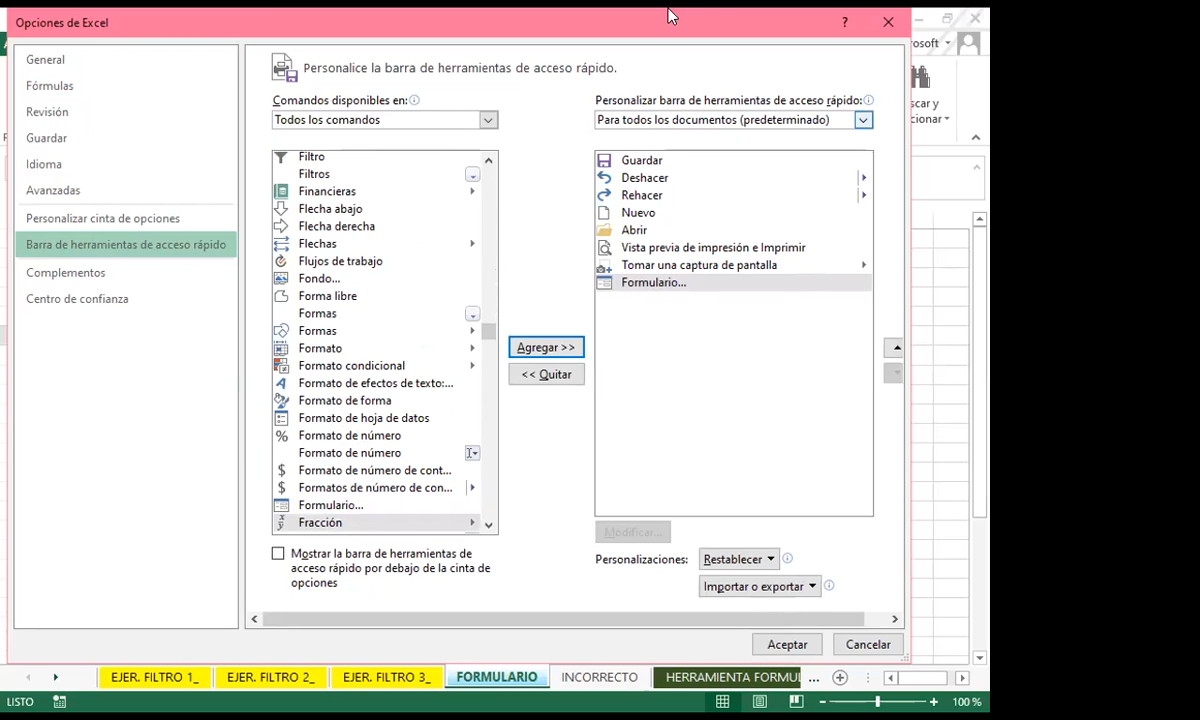 Opciones de Excel
?
rosoft
General
Fórmulas
Revisión
Guardar
Idioma
Avanzadas
Personalizar cinta de opciones
Barra de herramientas de acceso rápido
Complementos
Centro de confianza
Personalice la barra de herramientas de acceso rápido.
Comandos disponibles en:
Todos los comandos
Filtro
Filtros
Financieras
Flecha abajo
Flecha derecha
Flechas
Flujos de trabajo
Fondo...
Forma libre
Formas
Formas
Formato
Formato condicional
Formato de efectos de texto:...
Formato de forma
Formato de hoja de datos
Formato de número
Formato de número
Formato de número de cont...
Formatos de número de con...
Formulario...
Fracción
Mostrar la barra de herramientas de
acceso rápido por debajo de la cinta de
opciones
Agregar >>
<< Quitar
Personalizar barra de herramientas de acceso rápido:
Para todos los documentos (predeterminado)
Guardar
Deshacer
Rehacer
Nuevo
Abrir
Vista previa de impresión e Imprimir
Tomar una captura de pantalla
Formulario...
Modificar...
Personalizaciones:
Restablecer
Importar o exportar
Aceptar
Cancelar
scar y
cionar
EJER. FILTRO 1_
EJER. FILTRO 2_
EJER. FILTRO 3_
FORMULARIO
INCORRECTO
HERRAMIENTA FORMUL
...
LISTO
100 %